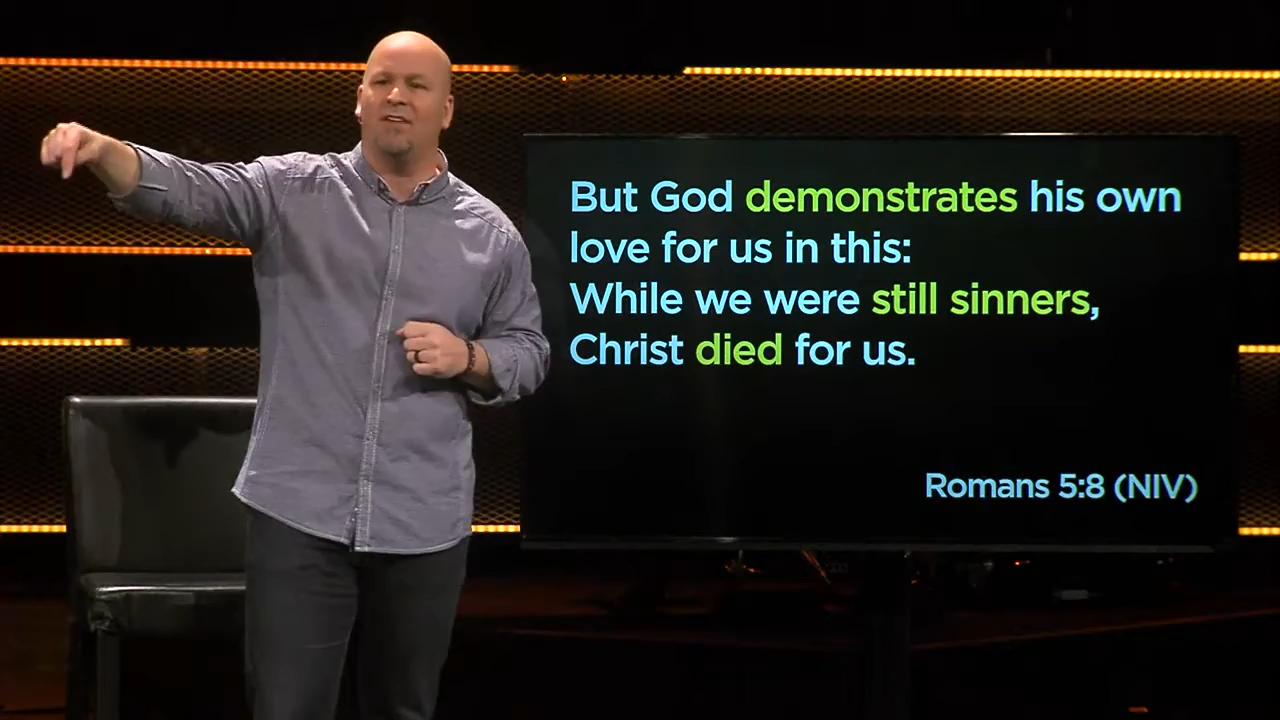 But God demonstrates his own
love for us in this:
While we were still sinners,
Christ died for us.
Romans 5:8 (NIV)